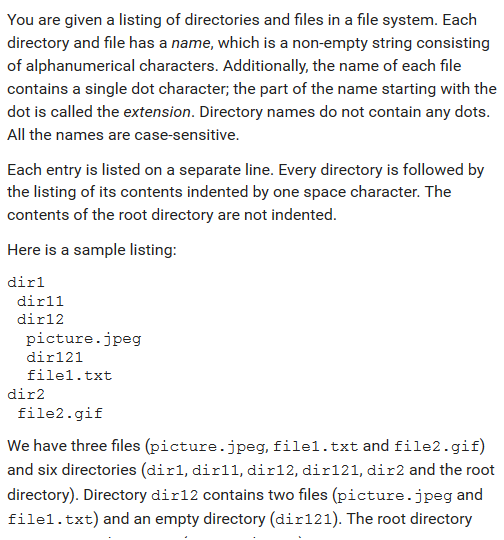 You are given a listing of directories and files in a file system. Each
directory and file has a name, which is a non-empty string consisting
of alphanumerical characters. Additionally, the name of each file
contains a single dot character; the part of the name starting with the
dot is called the extension. Directory names do not contain any dots.
All the names are case-sensitive.
Each entry is listed on a separate line. Every directory is followed by
the listing of its contents indented by one space character. The
contents of the root directory are not indented.
Here is a sample listing:
dir1
 dir11
 dir12
  picture.jpeg
  dir121
  file1.txt
dir2
 file2.gif
We have three files (picture.jpeg, file1.txt and file2.gif)
and six directories (dir1, dir11, dir12, dir121, dir2 and the root
directory). Directory dir12 contains two files (picture.jpeg and
file1.txt) and an empty directory (dir121). The root directory